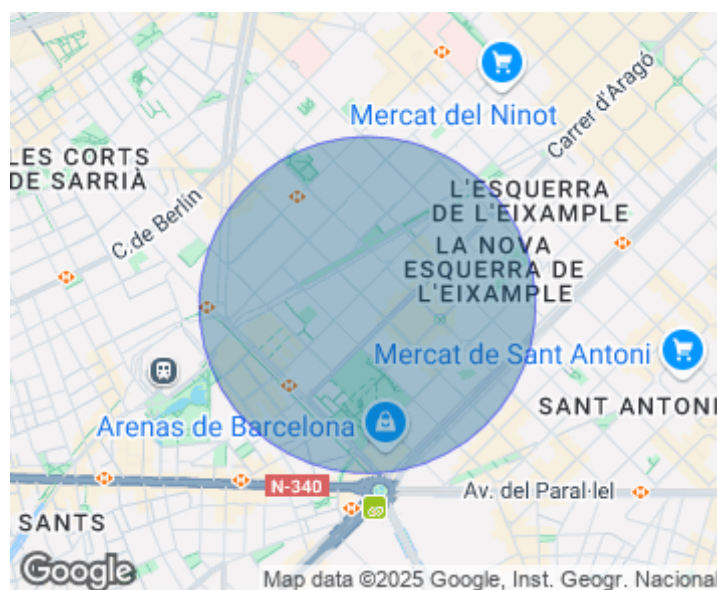 Mercat del Ninot
Carrer d'Aragó
LES CORTS
DE SARRIÀ
C. de Berlin
L'ESQUERRA
DE L'EIXAMPLE
LA NOVA
ESQUERRA DE
L'EIXAMPLE
Mercat de Sant Antoni
SANT ANTONI
Arenas de Barcelona
N-340
Av. del Paral·lel
SANTS
Google
Map data ©2025 Google, Inst. Geogr. Nacional